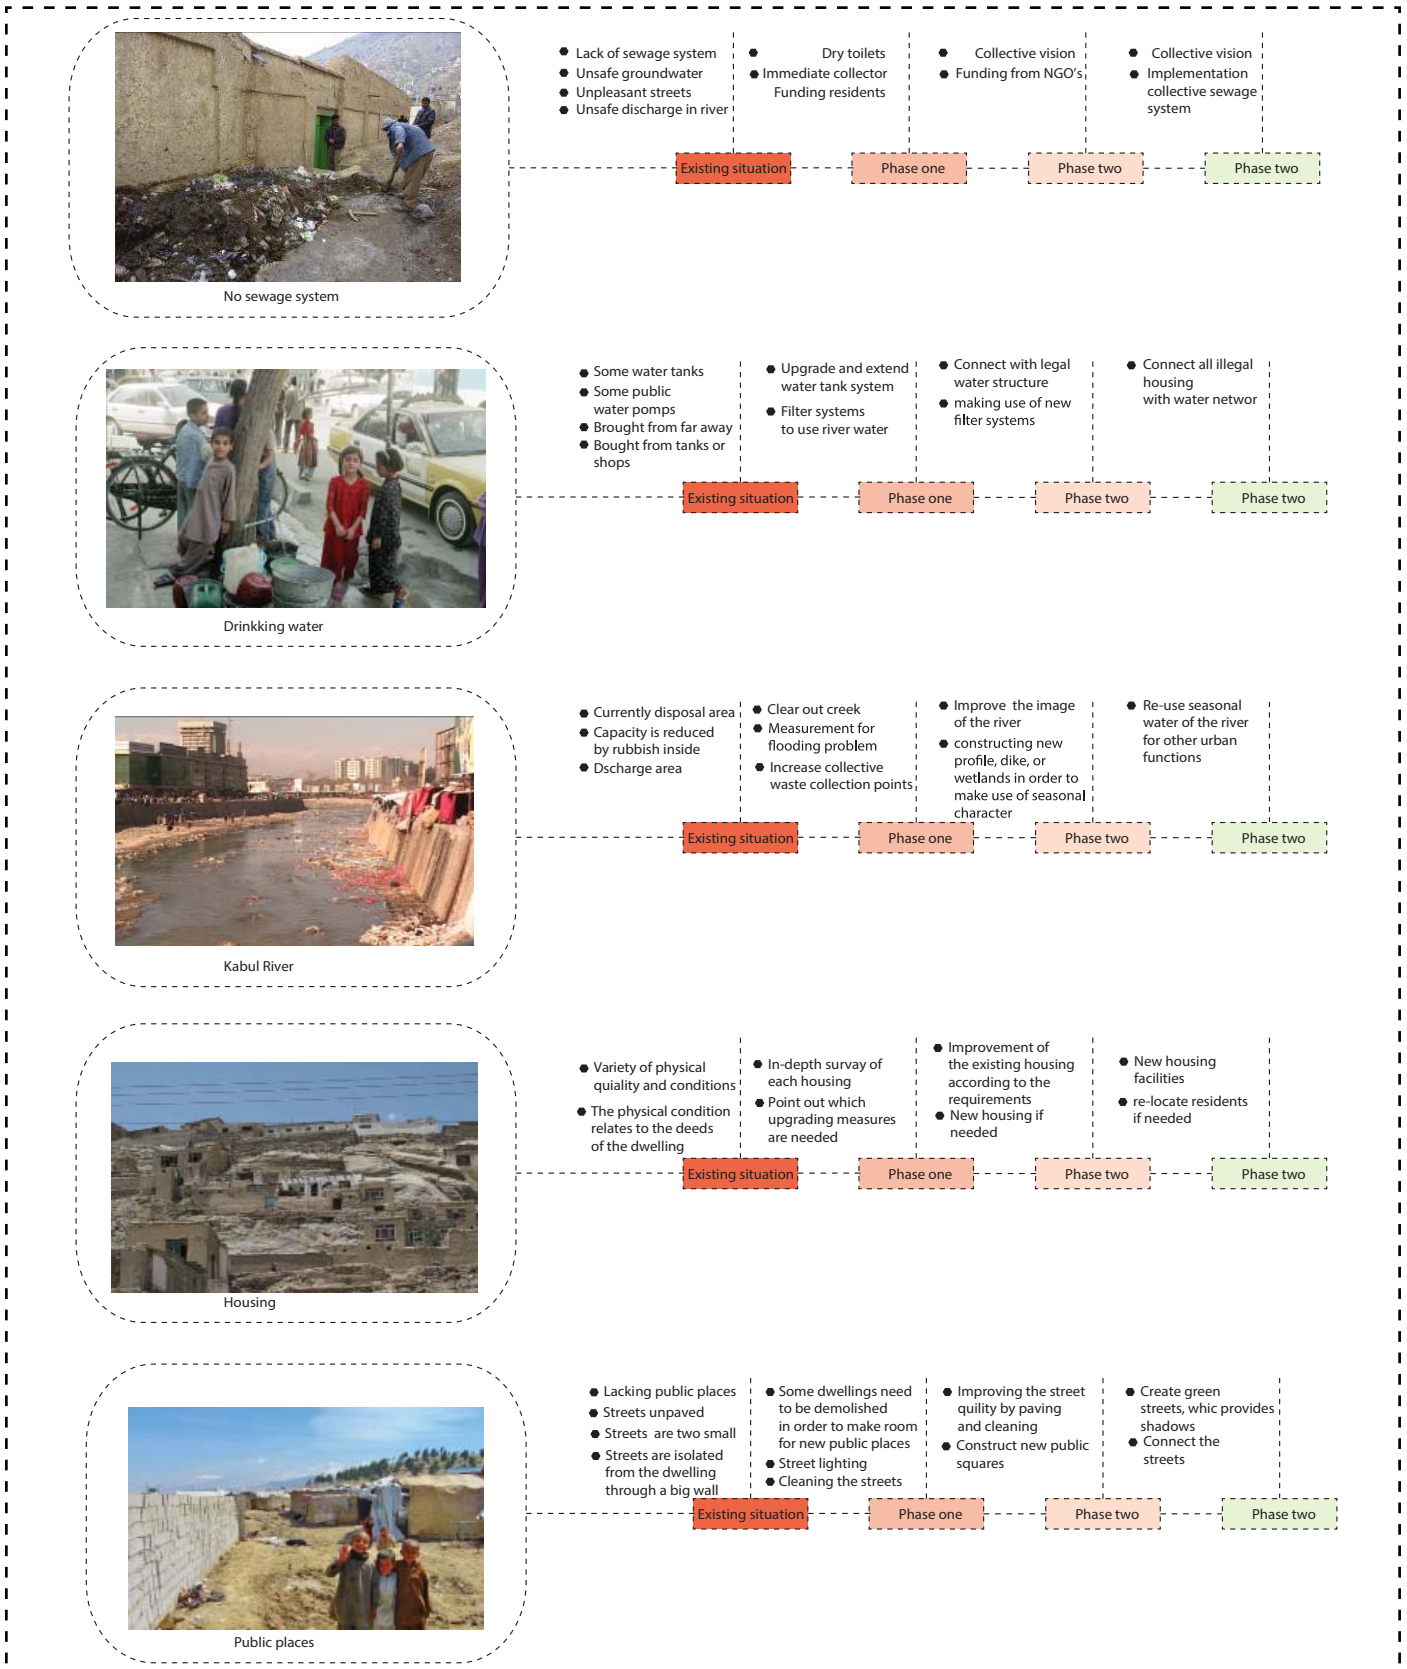 Lack of sewage system
Unsafe groundwater
Unpleasant streets
Unsafe discharge in river
Dry toilets
Immediate collector
Funding residents
Collective vision
Funding from NGO's
Collective vision
Implementation
collective sewage
system
Existing situation
Phase one
Phase two
Phase two
No sewage system
Some water tanks
Some public
water pomps
Brought from far away
Bought from tanks or
shops
Upgrade and extend
water tank system
Filter systems
to use river water
Connect with legal
water structure
making use of new
filter systems
Connect all illegal
housing
with water networ
Existing situation
Phase one
Phase two
Phase two
Drinkking water
Currently disposal area
Capacity is reduced
by rubbish inside
Dscharge area
Clear out creek
Measurement for
flooding problem
Increase collective
waste collection points
Improve the image
of the river
constructing new
profile, dike, or
wetlands in order to
make use of seasonal
character
Re-use seasonal
water of the river
for other urban
functions
Existing situation
Phase one
Phase two
Phase two
Kabul River
Variety of physical
quiality and conditions
The physical condition
relates to the deeds
of the dwelling
In-depth survay of
each housing
Point out which
upgrading measures
are needed
Improvement of
the existing housing
according to the
requirements
New housing if
needed
New housing
facilities
re-locate residents
if needed
Existing situation
Phase one
Phase two
Phase two
Housing
Lacking public places
Streets unpaved
Streets are two small
Streets are isolated
from the dwelling
through a big wall
Some dwellings need
to be demolished
in order to make room
for new public places
Street lighting
Cleaning the streets
Improving the street
quility by paving
and cleaning
Construct new public
squares
Create green
streets, whic provides
shadows
Connect the
streets
Existing situation
Phase one
Phase two
Phase two
Public places